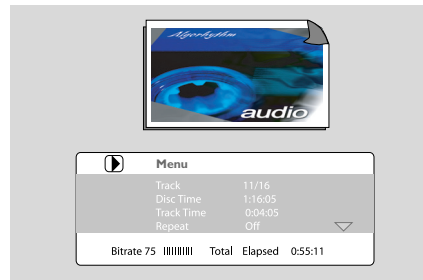 Algorhythm
audio
Menu
Track 11/16
Disc Time 1:16:05
Track Time 0:04:05
Repeat Off
Bitrate 75 Total Elapsed 0:55:11